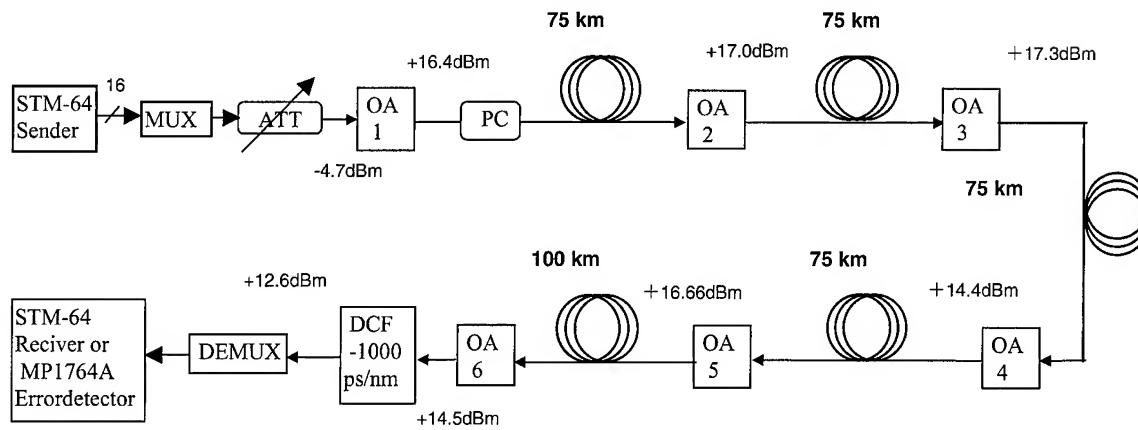 75 km
75 km
+16.4dBm
+17.0dBm
+17.3dBm
16
STM-64
Sender
MUX
ATT
OA
1
PC
OA
2
OA
3
-4.7dBm
75 km
100 km
75 km
+12.6dBm
+16.66dBm
+14.4dBm
STM-64
Reciver or
MP1764A
Errordetector
DEMUX
DCF
-1000
ps/nm
OA
6
OA
5
OA
4
+14.5dBm